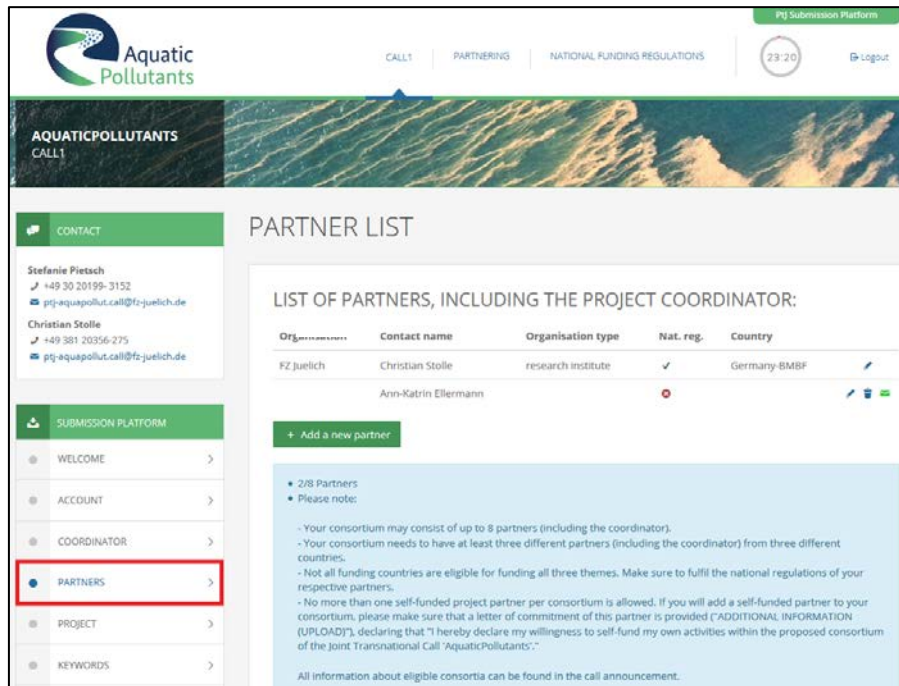 PtJ Submission Platform
Aquatic
Pollutants
CALL1
PARTNERING
NATIONAL FUNDING REGULATIONS
29:20
Logout
AQUATICPOLLUTANTS
CALL1
CONTACT
Stefanie Pietsch
+49 30 20199- 3152
ptj-aquapollut.call@fz-juelich.de
Christian Stolle
+49 381 20356-275
ptj-aquapollut.call@fz-juelich.de
SUBMISSION PLATFORM
WELCOME
ACCOUNT
COORDINATOR
PARTNERS
PROJECT
KEYWORDS
PARTNER LIST
LIST OF PARTNERS, INCLUDING THE PROJECT COORDINATOR:
Contact name Organisation type Nat. reg. Country
FZ Juelich Christian Stolle research institute Germany-BMBF
Ann-Katrin Ellermann
+ Add a new partner
• 2/8 Partners
• Please note:
- Your consortium may consist of up to 8 partners (including the coordinator).
- Your consortium needs to have at least three different partners (including the coordinator) from three different
countries.
- Not all funding countries are eligible for funding all three themes. Make sure to fulfil the national regulations of your
respective partners.
- No more than one self-funded project partner per consortium is allowed. If you will add a self-funded partner to your
consortium, please make sure that a letter of commitment of this partner is provided ("ADDITIONAL INFORMATION
(UPLOAD)"), declaring that "I hereby declare my willingness to self-fund my own activities within the proposed consortium
of the Joint Transnational Call 'AquaticPollutants'."
All information about eligible consortia can be found in the call announcement.